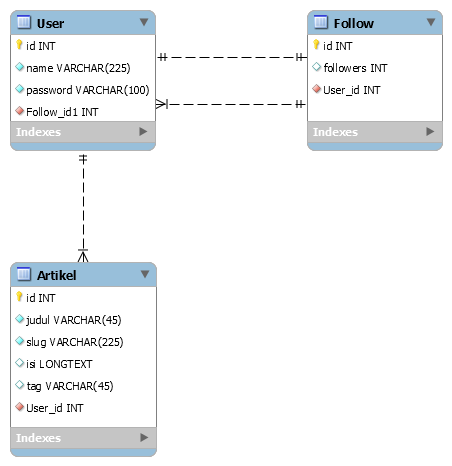 User
id INT
name VARCHAR(225)
password VARCHAR(100)
Follow_id1 INT
Indexes
Follow
id INT
followers INT
User_id INT
Indexes
Artikel
id INT
judul VARCHAR(45)
slug VARCHAR(225)
isi LONGTEXT
tag VARCHAR(45)
User_id INT
Indexes